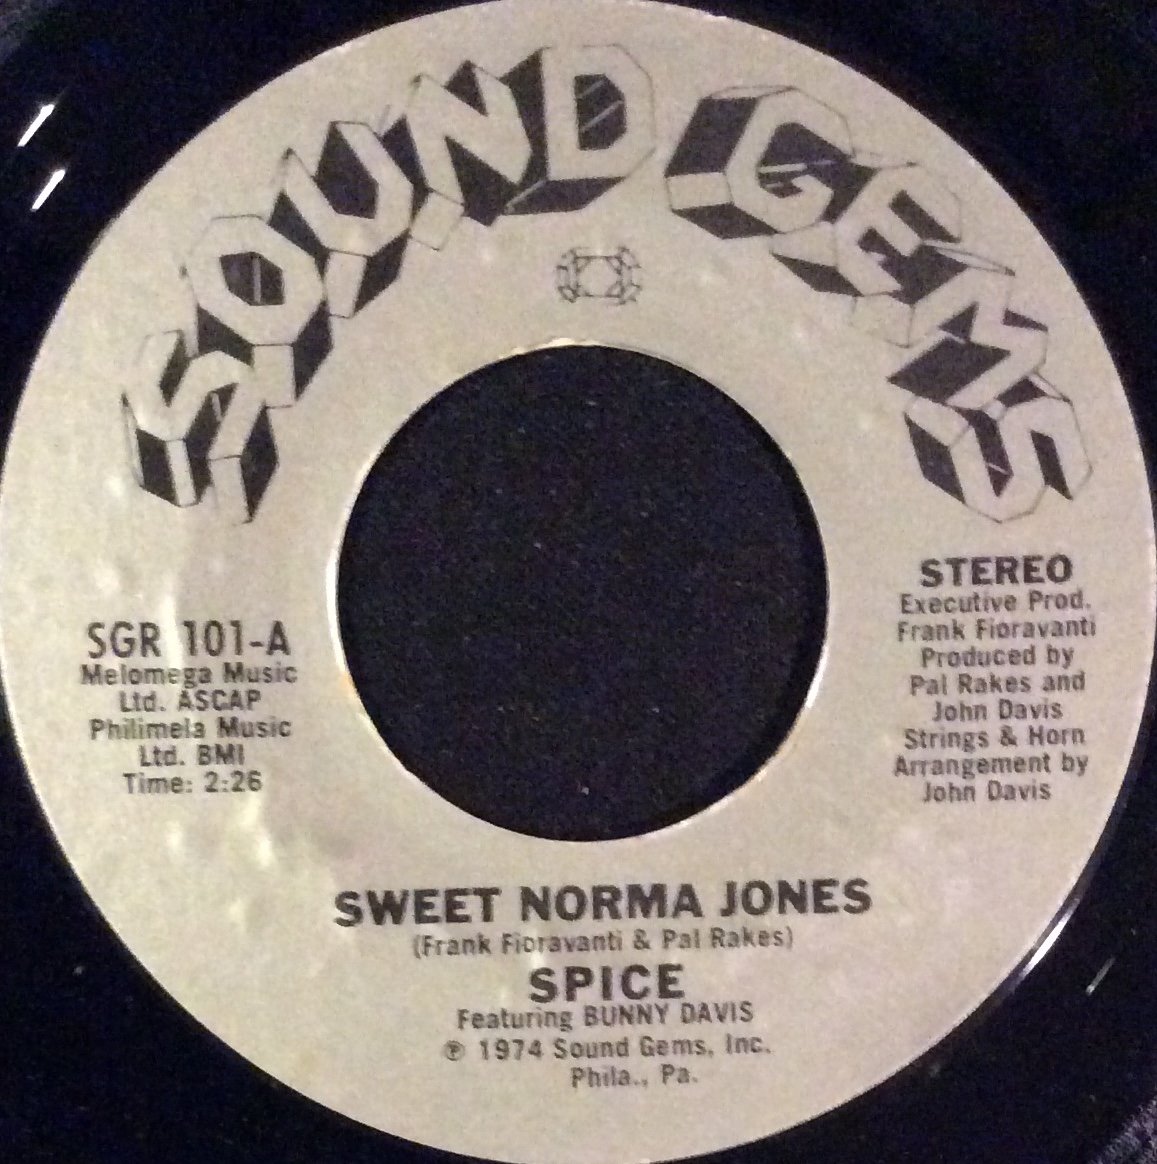 SOUND GEMS
SGR 101-A
Melomega Music
Ltd. ASCAP
Philimela Music
Ltd. BMI
Time: 2:26
STEREO
Executive Prod.
Frank Fioravanti
Produced by
Pal Rakes and
John Davis
Strings & Horn
Arrangement by
John Davis
SWEET NORMA JONES
(Frank Fioravanti & Pal Rakes)
SPICE
Featuring BUNNY DAVIS
℗ 1974 Sound Gems, Inc.
Phila., Pa.